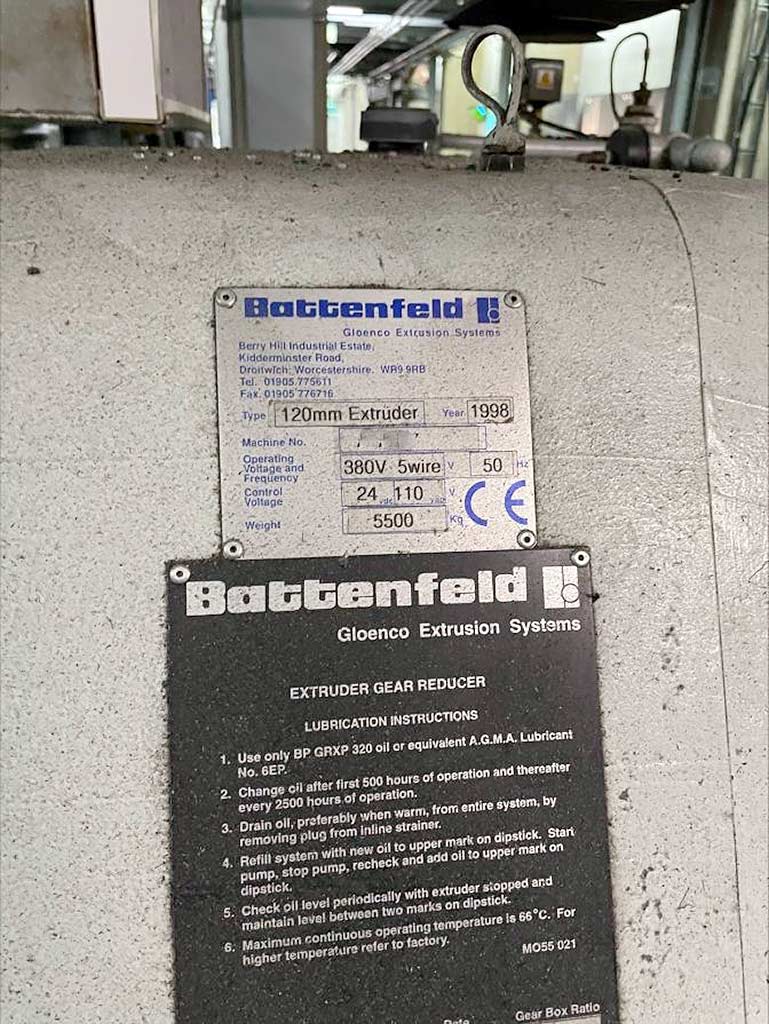 Battenfeld
Gloenco Extrusion Systems
Berry Hill Industrial Estate,
Kidderminster Road,
Droitwich; Worcestershire. WR9 9RB
Tel. 01905 775611
Fax. 01905 776716
Type 120mm Extruder Year 1998
Machine No.
Operating
Voltage and
Frequency
380V 5wire V 50 Hz
Control
Voltage
24 vdc 110 vac V
CE
Weight 5500 Kg
Battenfeld
Gloenco Extrusion Systems
EXTRUDER GEAR REDUCER
LUBRICATION INSTRUCTIONS
1. Use only BP GRXP 320 oil or equivalent A.G.M.A. Lubricant
No. 6EP.
2. Change oil after first 500 hours of operation and thereafter
every 2500 hours of operation.
3. Drain oil, preferably when warm, from entire system, by
removing plug from inline strainer.
4. Refill system with new oil to upper mark on dipstick. Start
pump, stop pump, recheck and add oil to upper mark on
dipstick.
5. Check oil level periodically with extruder stopped and
maintain level between two marks on dipstick.
6. Maximum continuous operating temperature is 66°C. For
higher temperature refer to factory.
MO55 021
Date Gear Box Ratio